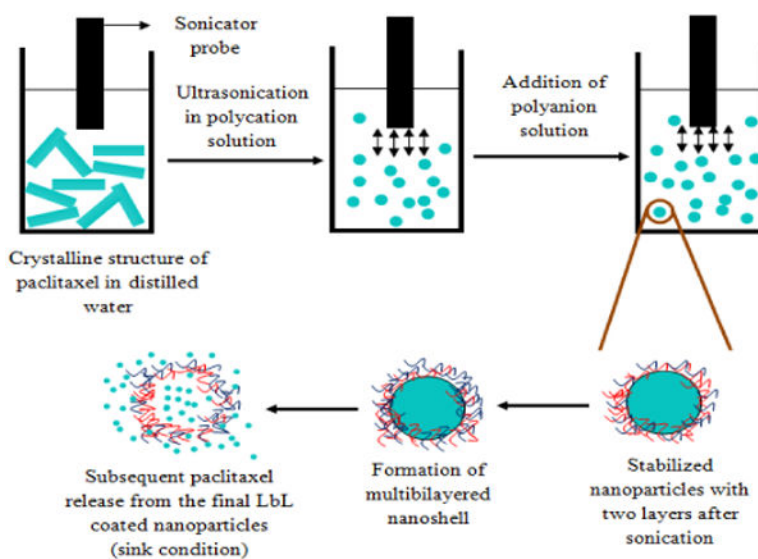 Sonicator
probe
Ultrasonication
in polycation
solution
Addition of
polyanion
solution
Crystalline structure of
paclitaxel in distilled
water
Subsequent paclitaxel
release from the final LbL
coated nanoparticles
(sink condition)
Formation of
multibilayered
nanoshell
Stabilized
nanoparticles with
two layers after
sonication